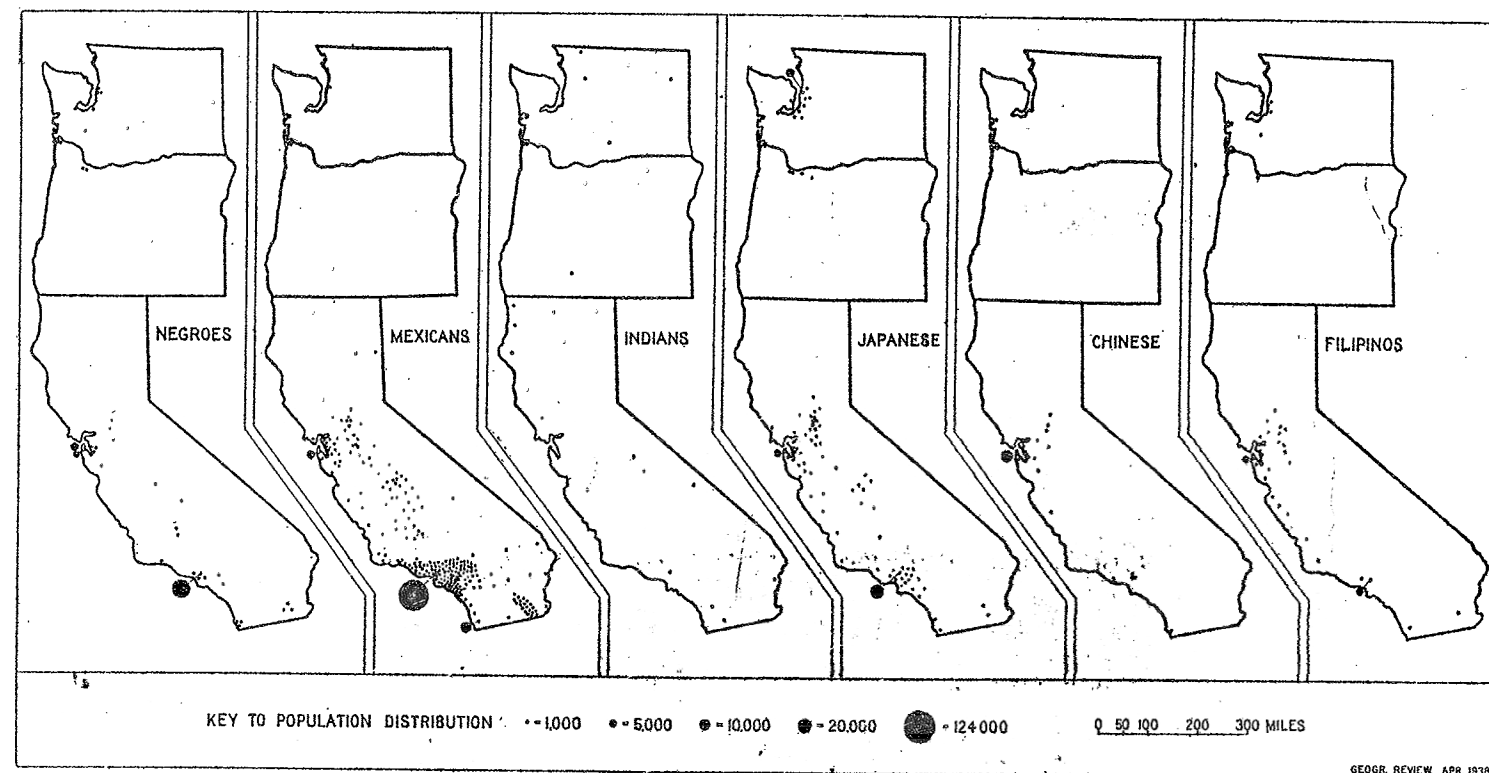 NEGROES
MEXICANS
INDIANS
JAPANESE
CHINESE
FILIPINOS
KEY TO POPULATION DISTRIBUTION • = 1,000 • = 5,000 • = 10,000 • = 20,000 • = 124,000 0 50 100 200 300 MILES
GEOGR. REVIEW, APR. 1938